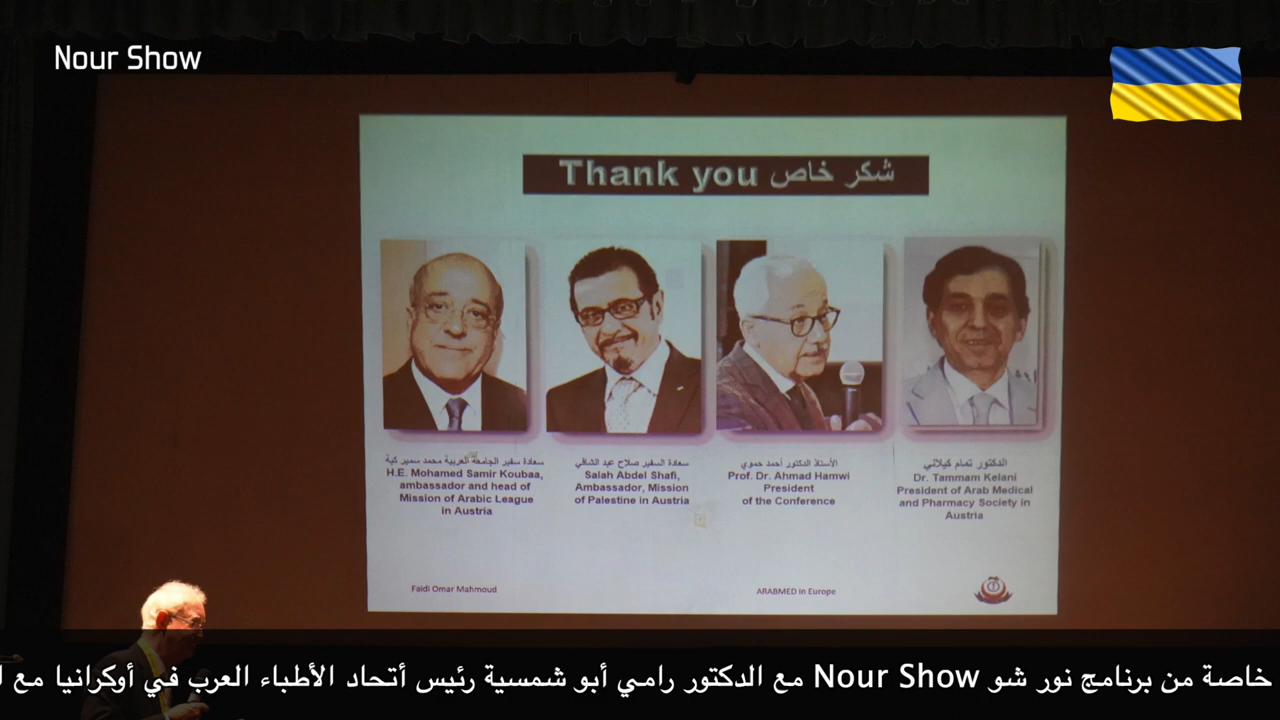 Nour Show
Thank you شكر خاص
سعادة سفير الجامعة العربية محمد سمير كبة
H.E. Mohamed Samir Koubaa,
ambassador and head of
Mission of Arabic League
in Austria
سعادة السفير صلاح عبد الشافي
Salah Abdel Shafi,
Ambassador, Mission
of Palestine in Austria
الأستاذ الدكتور أحمد حموي
Prof. Dr. Ahmad Hamwi
President
of the Conference
الدكتور تمام كيلاني
Dr. Tammam Kelani
President of Arab Medical
and Pharmacy Society in
Austria
Faidi Omar Mahmoud
ARABMED in Europe
خاصة من برنامج نور شو Nour Show مع الدكتور رامي أبو شمسية رئيس أتحاد الأطباء العرب في أوكرانيا مع